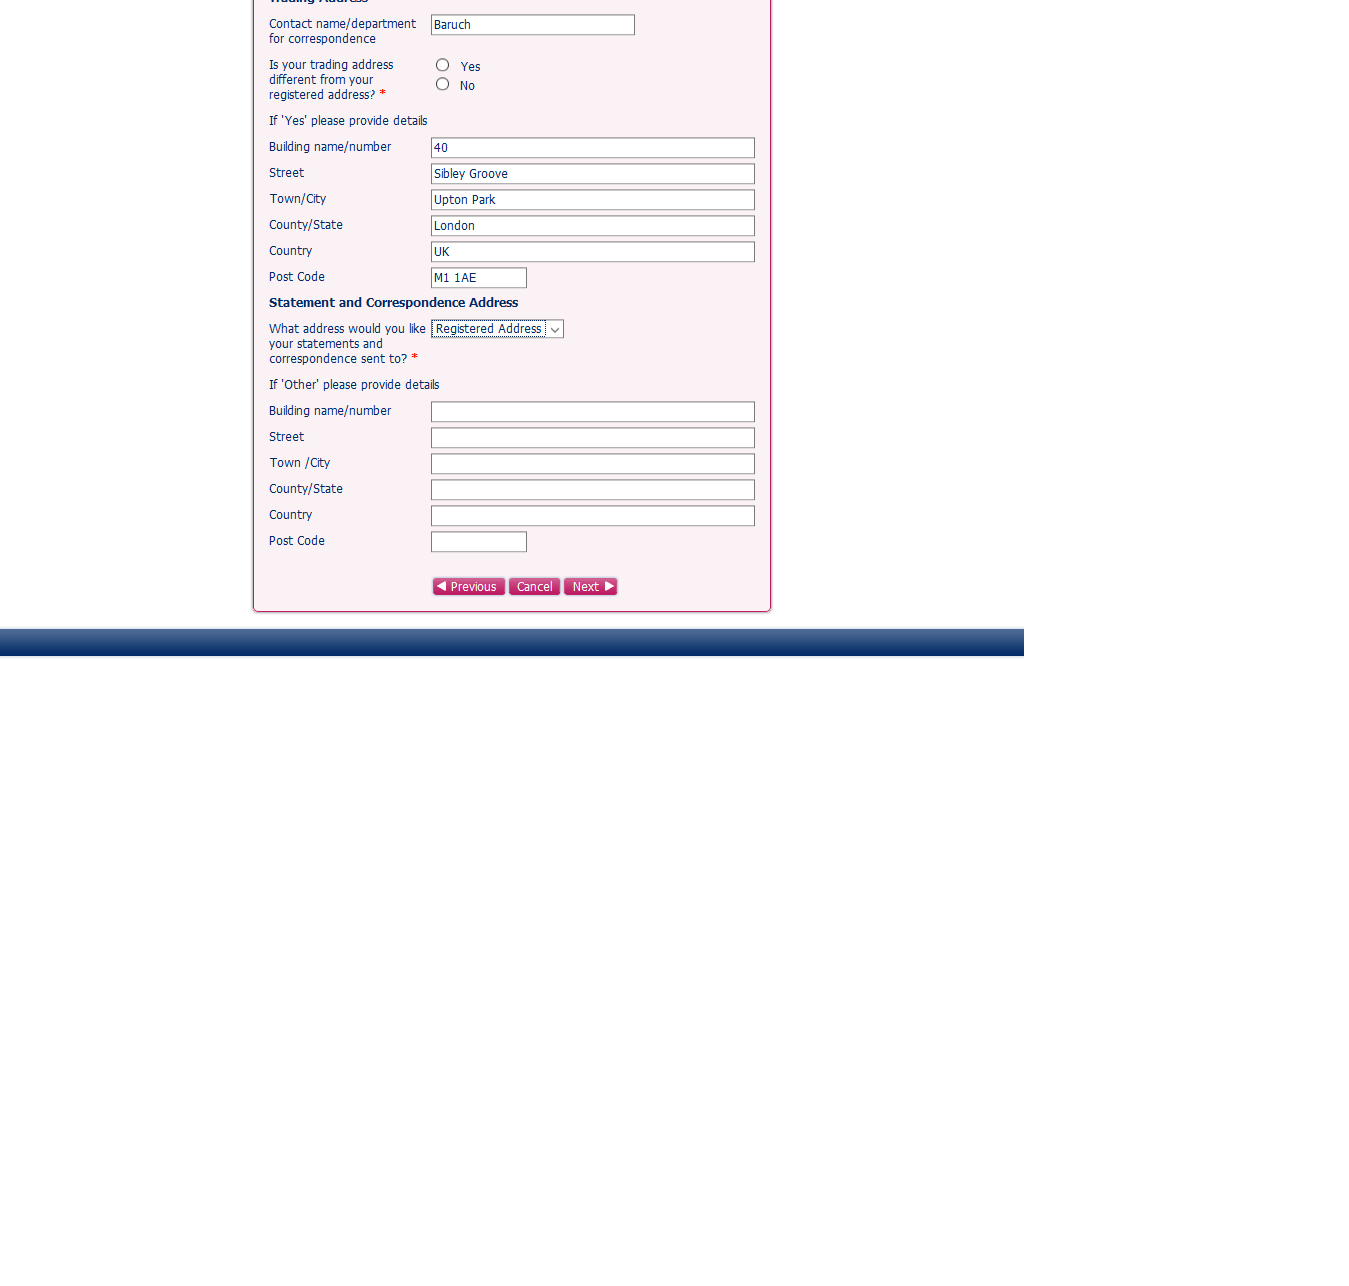 Trading Address
Contact name/department
for correspondence
Baruch
Is your trading address
different from your
registered address? *
Yes
No
If 'Yes' please provide details
Building name/number
40
Street
Sibley Groove
Town/City
Upton Park
County/State
London
Country
UK
Post Code
M1 1AE
Statement and Correspondence Address
What address would you like
your statements and
correspondence sent to? *
Registered Address
If 'Other' please provide details
Building name/number
Street
Town /City
County/State
Country
Post Code
Previous
Cancel
Next